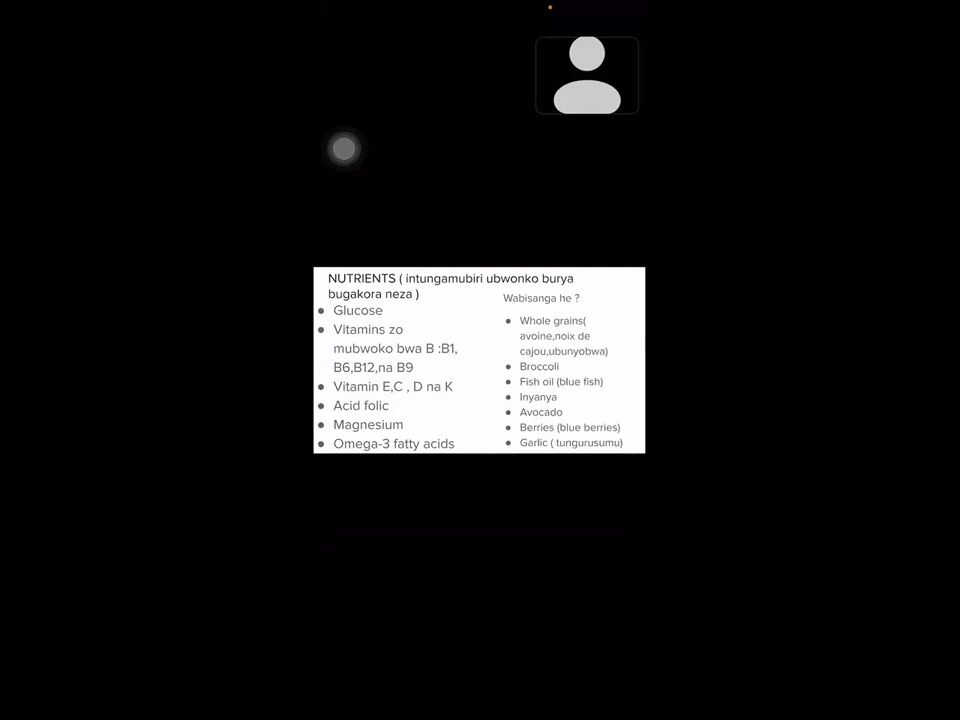 NUTRIENTS ( intungamubiri ubwonko burya
bugakora neza )
● Glucose
● Vitamins zo
mubwoko bwa B :B1,
B6,B12,na B9
● Vitamin E,C , D na K
● Acid folic
● Magnesium
● Omega-3 fatty acids
Wabisanga he ?
● Whole grains(
avoine,noix de
cajou,ubunyobwa)
● Broccoli
● Fish oil (blue fish)
● Inyanya
● Avocado
● Berries (blue berries)
● Garlic ( tungurusumu)